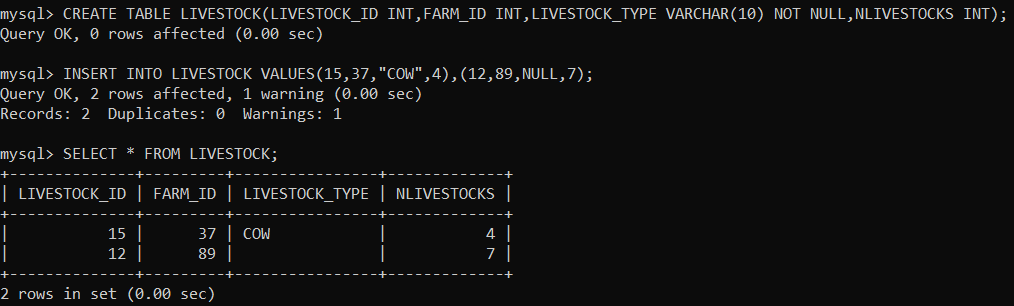 mysql> CREATE TABLE LIVESTOCK(LIVESTOCK_ID INT,FARM_ID INT,LIVESTOCK_TYPE VARCHAR(10) NOT NULL,NLIVESTOCKS INT);
Query OK, 0 rows affected (0.00 sec)
mysql> INSERT INTO LIVESTOCK VALUES(15,37,"COW",4),(12,89,NULL,7);
Query OK, 2 rows affected, 1 warning (0.00 sec)
Records: 2  Duplicates: 0  Warnings: 1
mysql> SELECT * FROM LIVESTOCK;
+--------------+---------+----------------+-------------+
| LIVESTOCK_ID | FARM_ID | LIVESTOCK_TYPE | NLIVESTOCKS |
+--------------+---------+----------------+-------------+
|           15 |      37 | COW            |           4 |
|           12 |      89 |                |           7 |
+--------------+---------+----------------+-------------+
2 rows in set (0.00 sec)